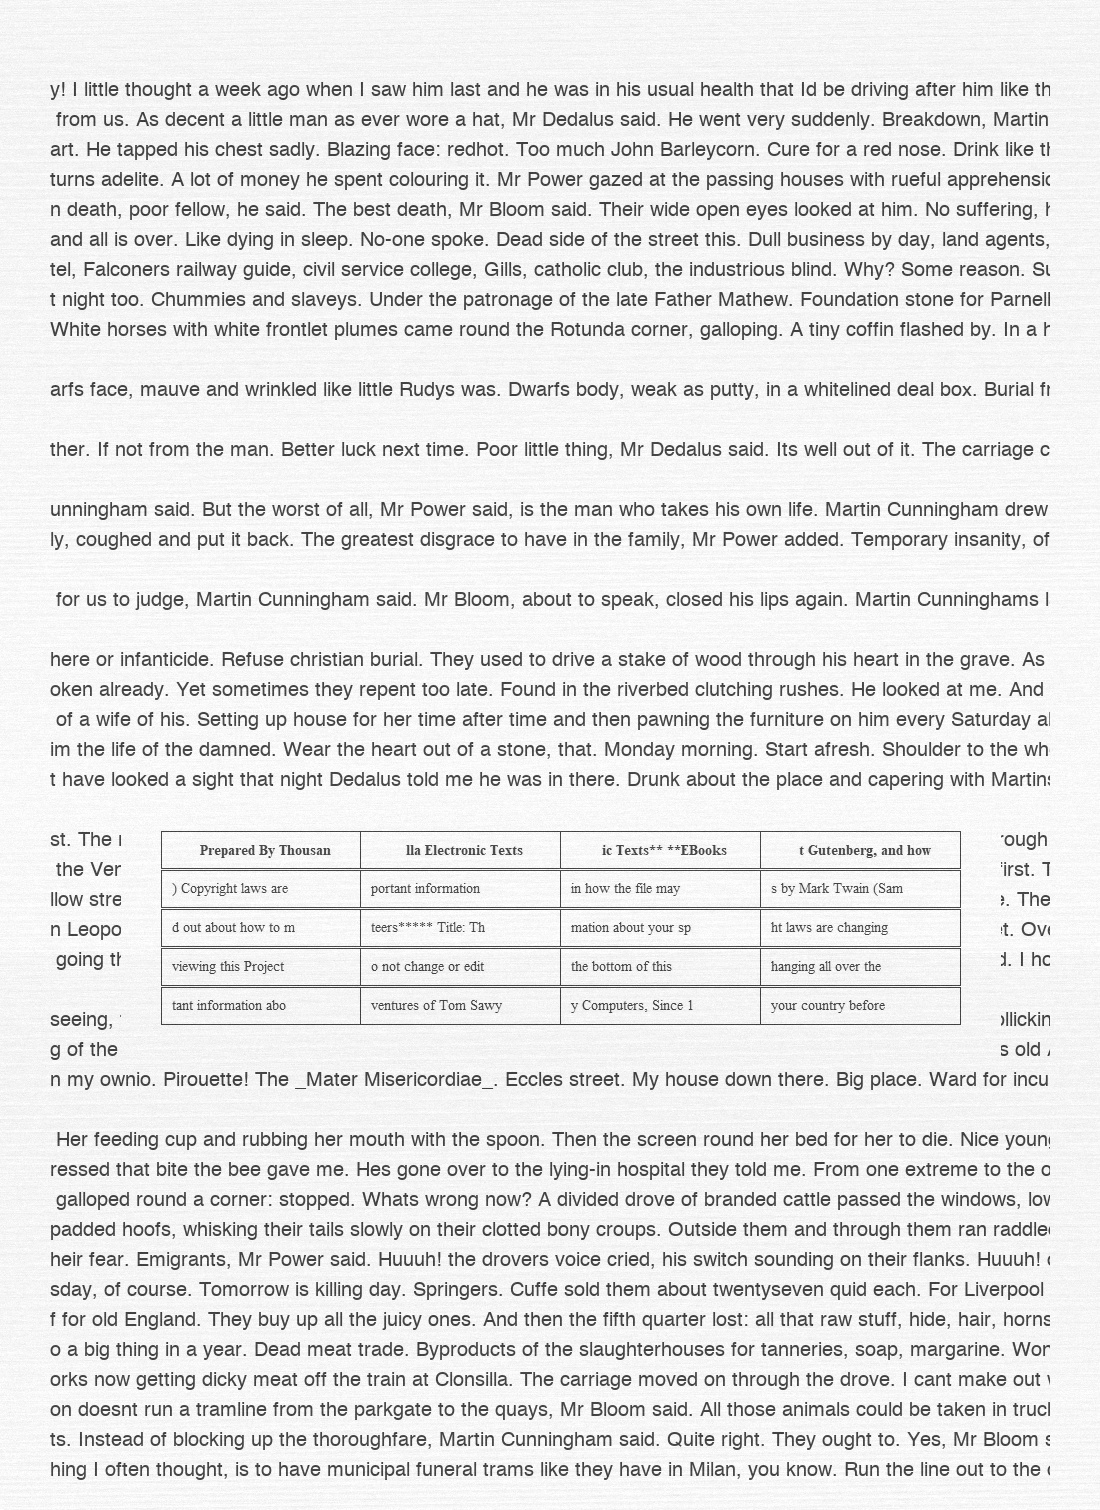 y! I little thought a week ago when I saw him last and he was in his usual health that Id be driving after him like th
from us. As decent a little man as ever wore a hat, Mr Dedalus said. He went very suddenly. Breakdown, Martin
art. He tapped his chest sadly. Blazing face: redhot. Too much John Barleycorn. Cure for a red nose. Drink like th
turns adelite. A lot of money he spent colouring it. Mr Power gazed at the passing houses with rueful apprehensio
n death, poor fellow, he said. The best death, Mr Bloom said. Their wide open eyes looked at him. No suffering, h
and all is over. Like dying in sleep. No-one spoke. Dead side of the street this. Dull business by day, land agents,
tel, Falconers railway guide, civil service college, Gills, catholic club, the industrious blind. Why? Some reason. Su
t night too. Chummies and slaveys. Under the patronage of the late Father Mathew. Foundation stone for Parnell
White horses with white frontlet plumes came round the Rotunda corner, galloping. A tiny coffin flashed by. In a h
arfs face, mauve and wrinkled like little Rudys was. Dwarfs body, weak as putty, in a whitelined deal box. Burial fr
ther. If not from the man. Better luck next time. Poor little thing, Mr Dedalus said. Its well out of it. The carriage c
unningham said. But the worst of all, Mr Power said, is the man who takes his own life. Martin Cunningham drew
ly, coughed and put it back. The greatest disgrace to have in the family, Mr Power added. Temporary insanity, of
for us to judge, Martin Cunningham said. Mr Bloom, about to speak, closed his lips again. Martin Cunninghams l
here or infanticide. Refuse christian burial. They used to drive a stake of wood through his heart in the grave. As
oken already. Yet sometimes they repent too late. Found in the riverbed clutching rushes. He looked at me. And
of a wife of his. Setting up house for her time after time and then pawning the furniture on him every Saturday al
im the life of the damned. Wear the heart out of a stone, that. Monday morning. Start afresh. Shoulder to the wh
t have looked a sight that night Dedalus told me he was in there. Drunk about the place and capering with Martins
st. The rough
the Ver first. T
llow stre e. The
n Leopo et. Ove
going th d. I ho
seeing, ollickin
g of the s old
Prepared By Thousan lla Electronic Texts ic Texts** **EBooks t Gutenberg, and how
) Copyright laws are portant information in how the file may s by Mark Twain (Sam
d out about how to m teers***** Title: Th mation about your sp ht laws are changing
viewing this Project o not change or edit the bottom of this hanging all over the
tant information abo ventures of Tom Sawy y Computers, Since 1 your country before
n my ownio. Pirouette! The _Mater Misericordiae_. Eccles street. My house down there. Big place. Ward for incu
Her feeding cup and rubbing her mouth with the spoon. Then the screen round her bed for her to die. Nice young
ressed that bite the bee gave me. Hes gone over to the lying-in hospital they told me. From one extreme to the o
galloped round a corner: stopped. Whats wrong now? A divided drove of branded cattle passed the windows, low
padded hoofs, whisking their tails slowly on their clotted bony croups. Outside them and through them ran raddled
heir fear. Emigrants, Mr Power said. Huuuh! the drovers voice cried, his switch sounding on their flanks. Huuuh! o
sday, of course. Tomorrow is killing day. Springers. Cuffe sold them about twentyseven quid each. For Liverpool
f for old England. They buy up all the juicy ones. And then the fifth quarter lost: all that raw stuff, hide, hair, horns
o a big thing in a year. Dead meat trade. Byproducts of the slaughterhouses for tanneries, soap, margarine. Won
orks now getting dicky meat off the train at Clonsilla. The carriage moved on through the drove. I cant make out w
on doesnt run a tramline from the parkgate to the quays, Mr Bloom said. All those animals could be taken in truck
ts. Instead of blocking up the thoroughfare, Martin Cunningham said. Quite right. They ought to. Yes, Mr Bloom s
hing I often thought, is to have municipal funeral trams like they have in Milan, you know. Run the line out to the c